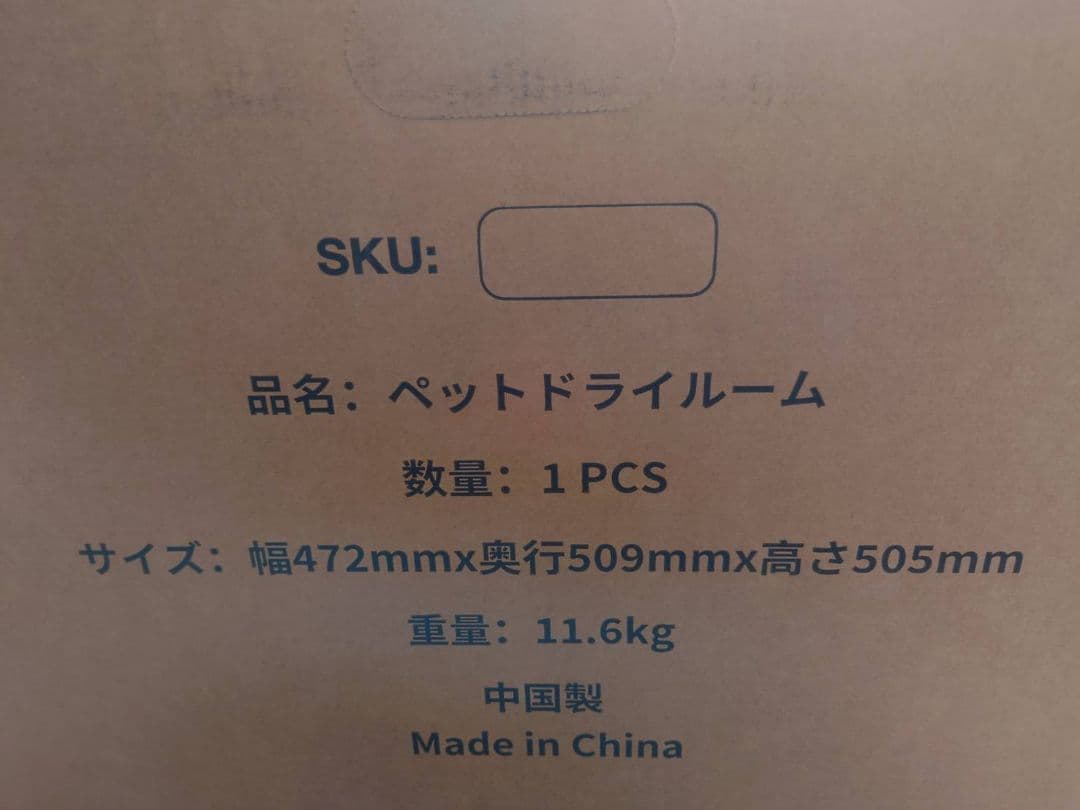 SKU:
品名：ペットドライルーム
数量：1 PCS
サイズ：幅472mmx奥行509mmx高さ505mm
重量：11.6kg
中国製
Made in China